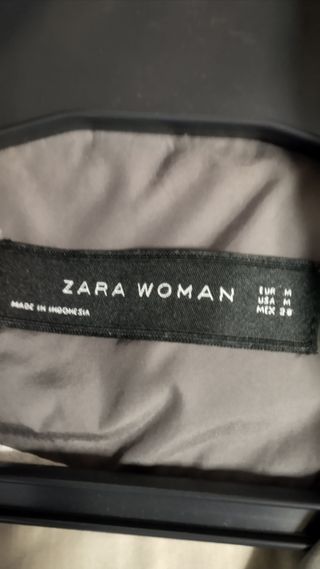 ZARA WOMAN
EUR M
USA M
MEX 28
MADE IN INDONESIA